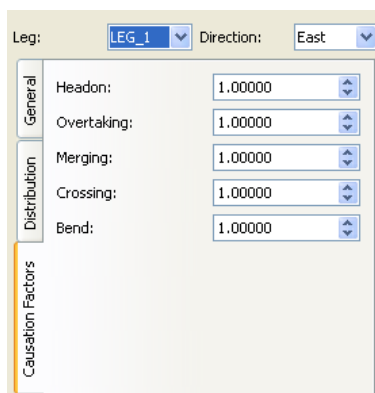 Leg: LEG_1 Direction: East
General
Headon: 1.00000
Overtaking: 1.00000
Distribution
Merging: 1.00000
Crossing: 1.00000
Bend: 1.00000
Causation Factors